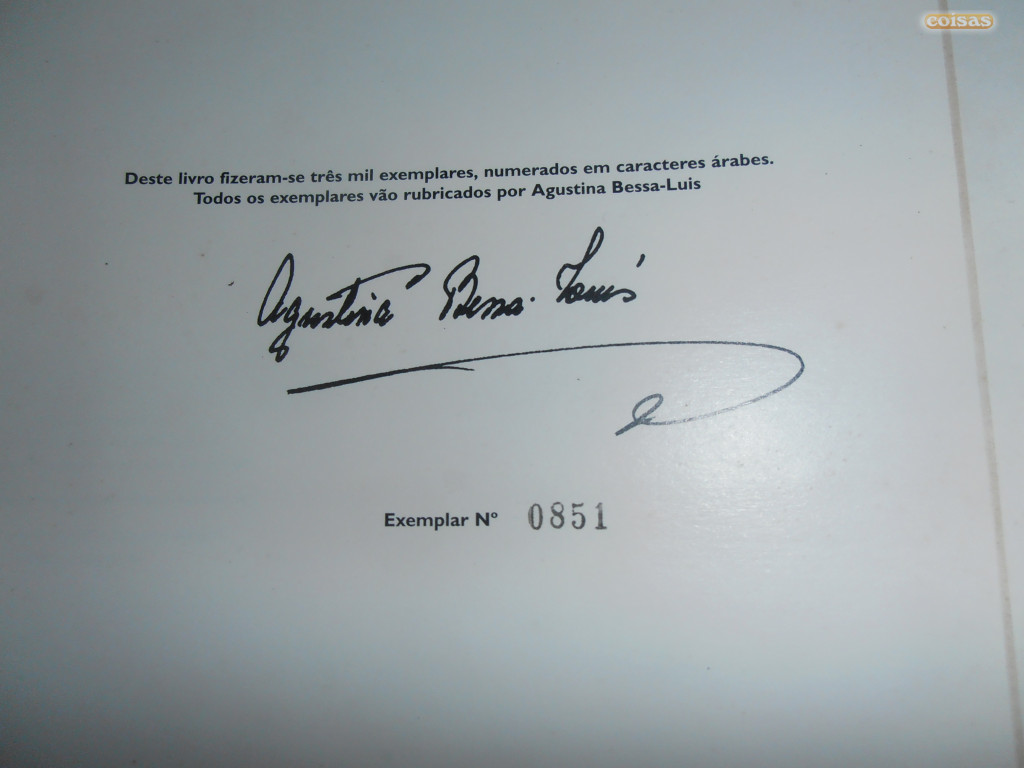 coisas
Deste livro fizeram-se três mil exemplares, numerados em caracteres árabes.
Todos os exemplares vão rubricados por Agustina Bessa-Luis
Agustina Bessa-Luís
Exemplar Nº 0851